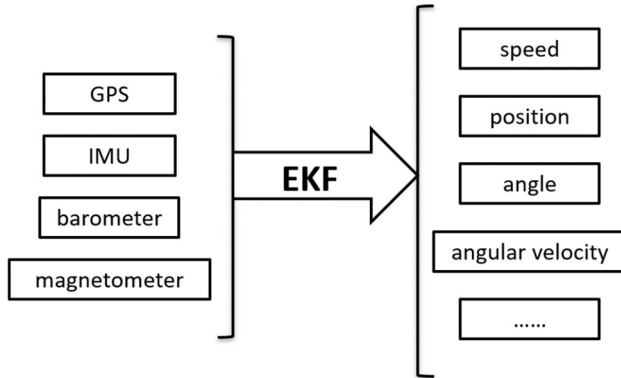 GPS
IMU
barometer
magnetometer
EKF
speed
position
angle
angular velocity
......